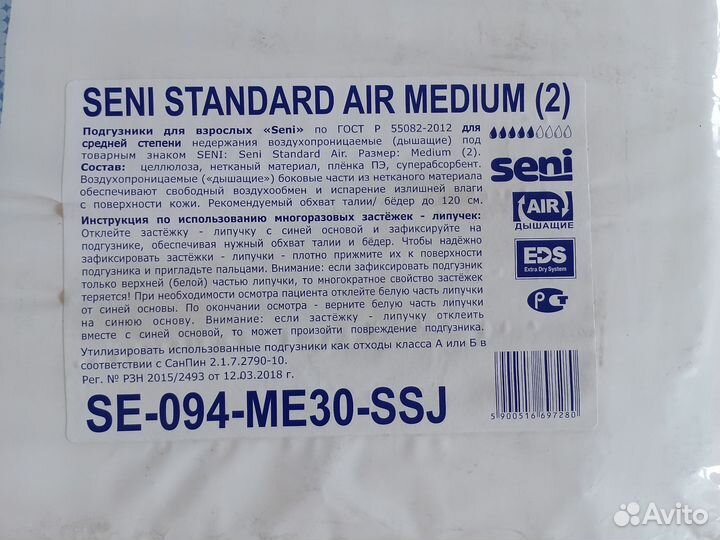 SENI STANDARD AIR MEDIUM (2)
Подгузники для взрослых «Seni» по ГОСТ Р 55082-2012 для
средней степени недержания воздухопроницаемые (дышащие) под
товарным знаком SENI: Seni Standard Air. Размер: Medium (2).
Состав: целлюлоза, нетканый материал, плёнка ПЭ, суперабсорбент.
Воздухопроницаемые («дышащие») боковые части из нетканого материала
обеспечивают свободный воздухообмен и испарение излишней влаги
с поверхности кожи. Рекомендуемый обхват талии/ бёдер до 120 см.
seni
AIR
ДЫШАЩИЕ
EDS
Extra Dry System
Инструкция по использованию многоразовых застёжек - липучек:
Отклейте застёжку - липучку с синей основой и зафиксируйте на
подгузнике, обеспечивая нужный обхват талии и бёдер. Чтобы надёжно
зафиксировать застёжки - липучки - плотно прижмите их к поверхности
подгузника и пригладьте пальцами. Внимание: если зафиксировать подгузник
только верхней (белой) частью липучки, то многократное свойство застёжек
теряется! При необходимости осмотра пациента отклейте белую часть липучки
от синей основы. По окончании осмотра - верните белую часть липучки
на синюю основу. Внимание: если застёжку - липучку отклеить
вместе с синей основой, то может произойти повреждение подгузника.
Утилизировать использованные подгузники как отходы класса А или Б в
соответствии с СанПин 2.1.7.2790-10.
Рег. № РЗН 2015/2493 от 12.03.2018 г.
SE-094-ME30-SSJ
5 900516 697280
Avito